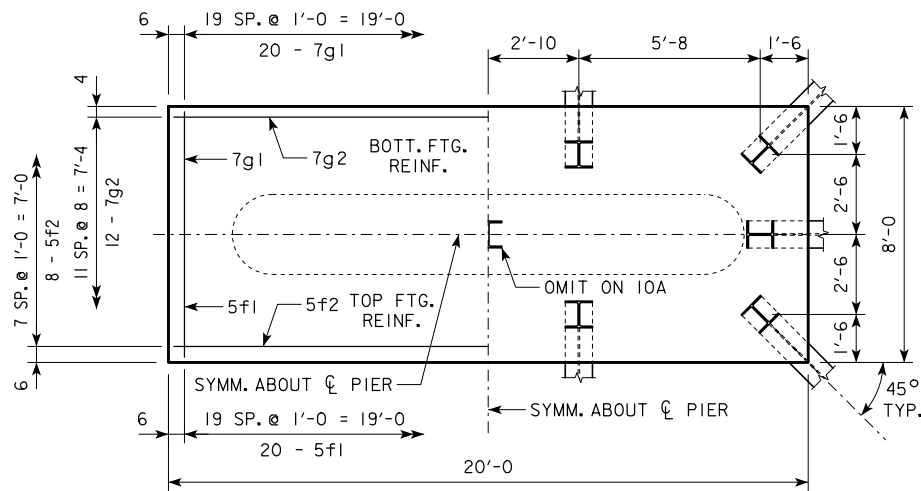 6
19 SP. @ 1'-0 = 19'-0
20 - 7g1
2'-10
5'-8
1'-6
4
7g1
7g2
BOTT. FTG.
REINF.
1'-6
2'-6
8'-0
2'-6
1'-6
7 SP. @ 1'-0 = 7'-0
8 - 5f2
11 SP. @ 8 = 7'-4
12 - 7g2
OMIT ON 10A
5f1
5f2
TOP FTG.
REINF.
6
SYMM. ABOUT ℄ PIER
SYMM. ABOUT ℄ PIER
45°
TYP.
6
19 SP. @ 1'-0 = 19'-0
20 - 5f1
20'-0